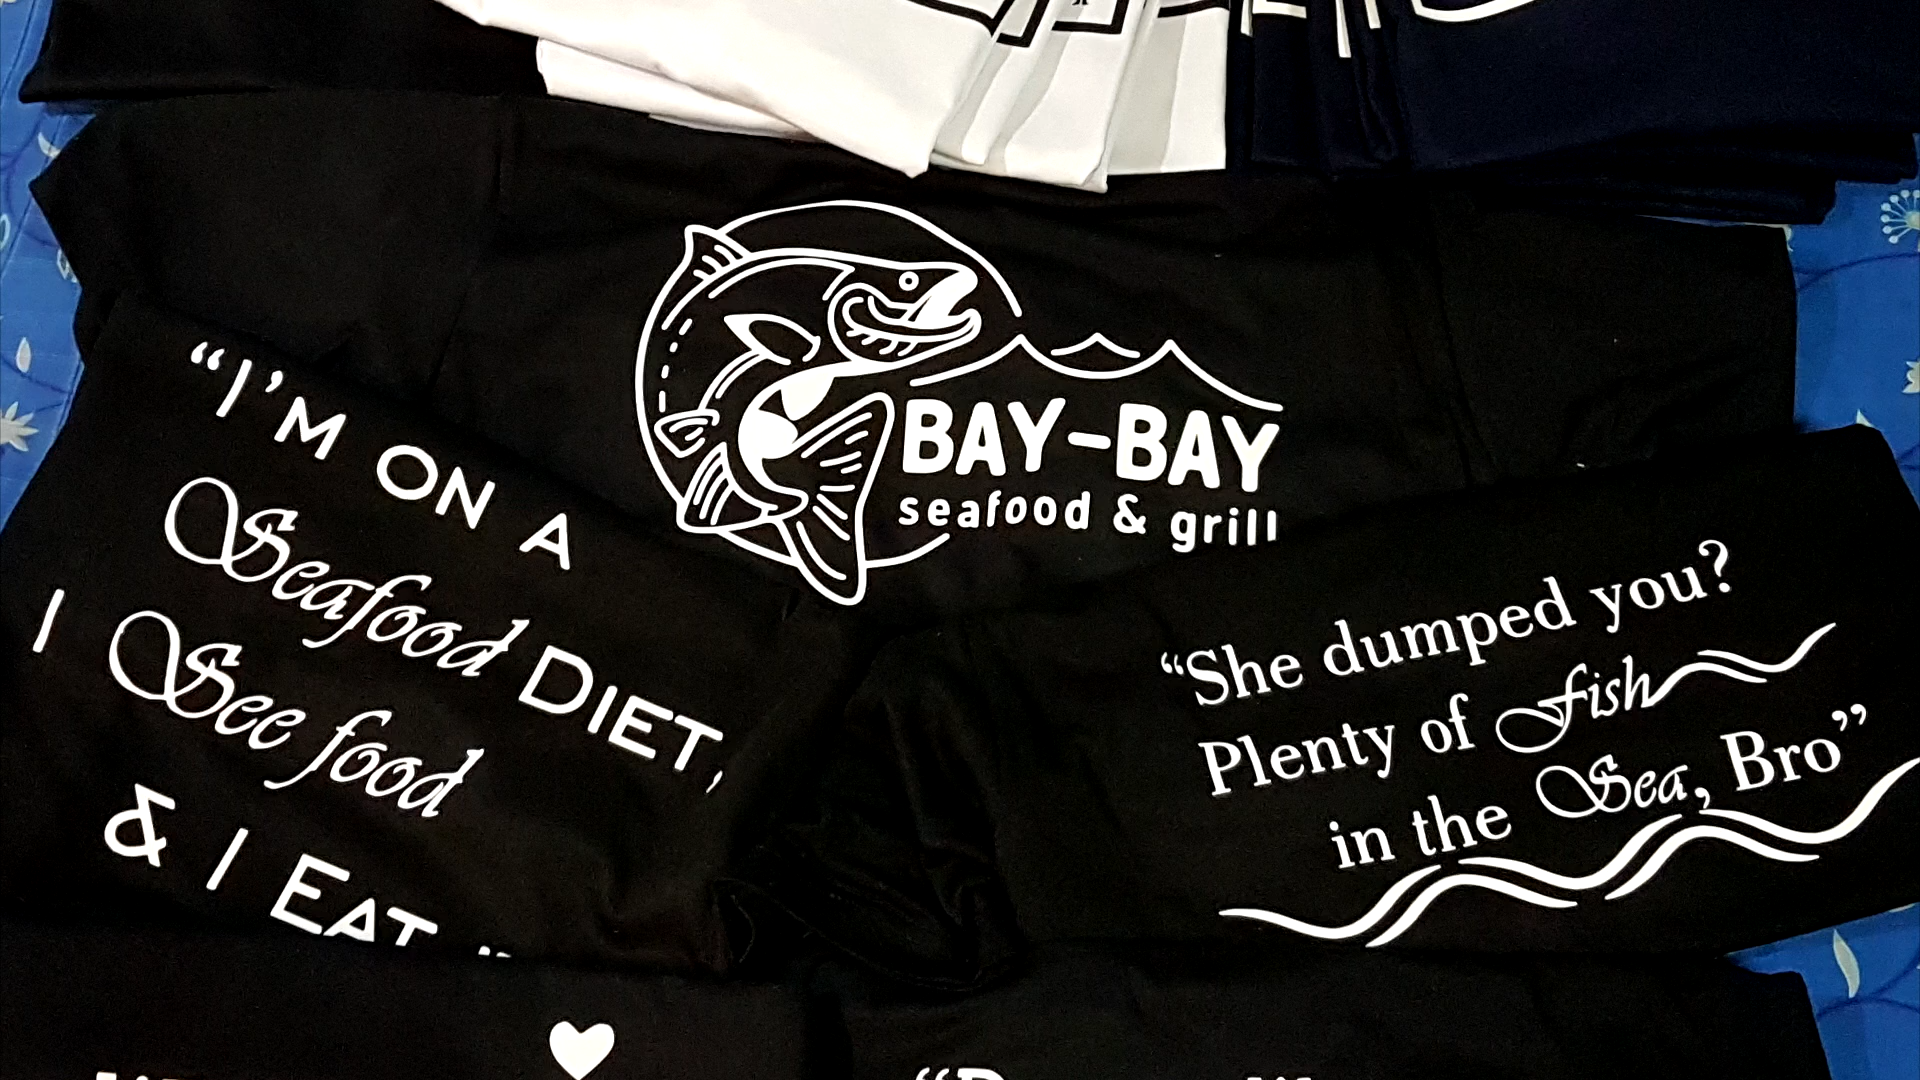 BAY-BAY
seafood & grill
“I’M ON A
Seafood DIET,
I See food
& I EAT
“She dumped you?
Plenty of fish
in the Sea, Bro”